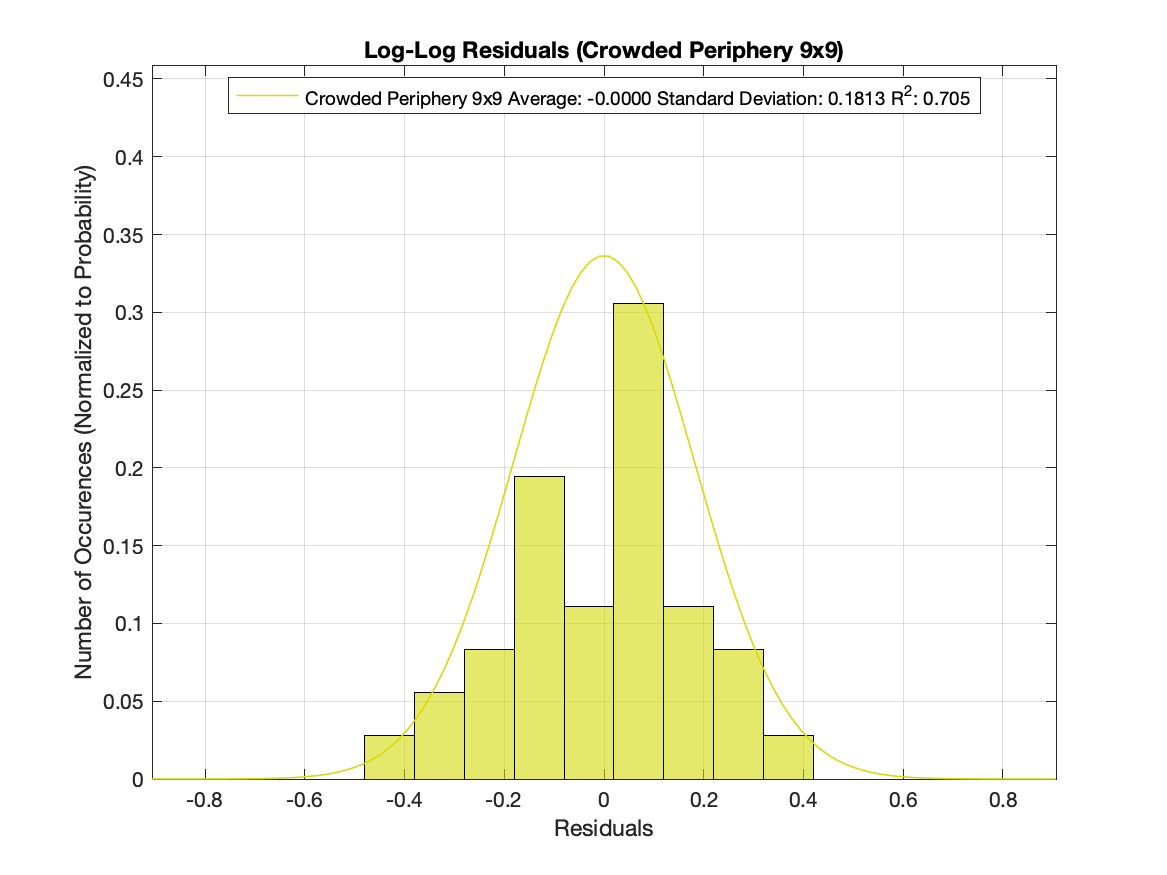 Log-Log Residuals (Crowded Periphery 9x9)
Crowded Periphery 9x9 Average: -0.0000 Standard Deviation: 0.1813 R²: 0.705
Number of Occurences (Normalized to Probability)
0.45
0.4
0.35
0.3
0.25
0.2
0.15
0.1
0.05
0
-0.8 -0.6 -0.4 -0.2 0 0.2 0.4 0.6 0.8
Residuals